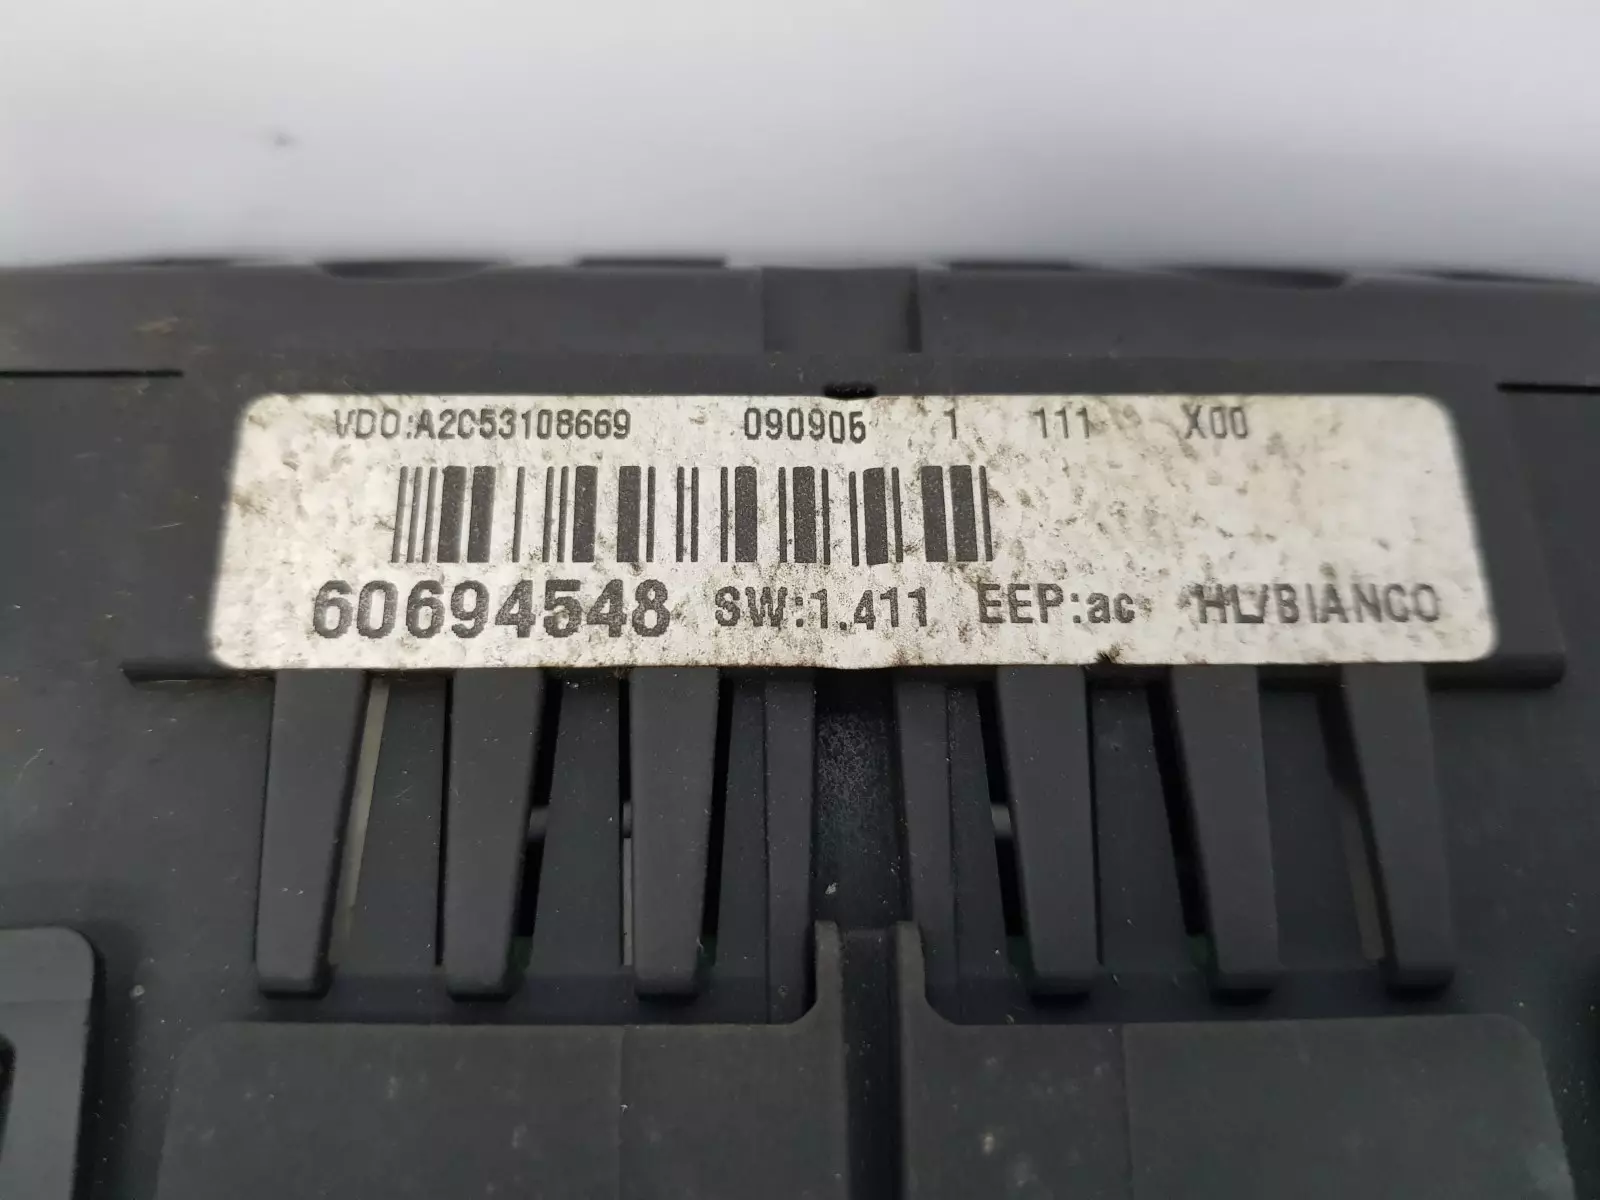 VDO:A2C53108669 090906 1 111 X00
60694548 SW:1.411 EEP:ac HL/BIANCO